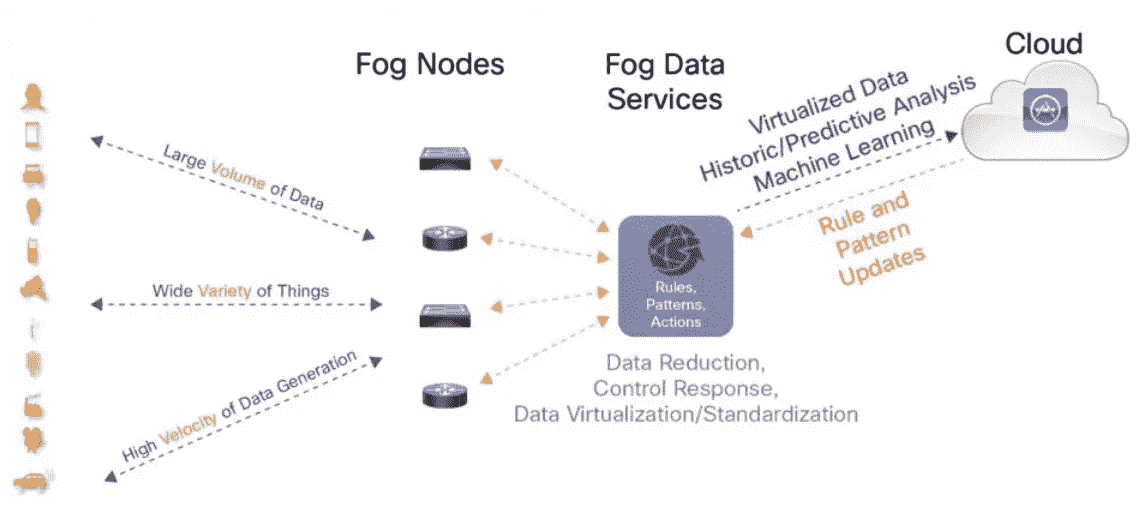 Fog Nodes
Fog Data
Services
Cloud
Large Volume of Data
Wide Variety of Things
High Velocity of Data Generation
Rules,
Patterns,
Actions
Data Reduction,
Control Response,
Data Virtualization/Standardization
Virtualized Data
Historic/Predictive Analysis
Machine Learning
Rule and
Pattern
Updates